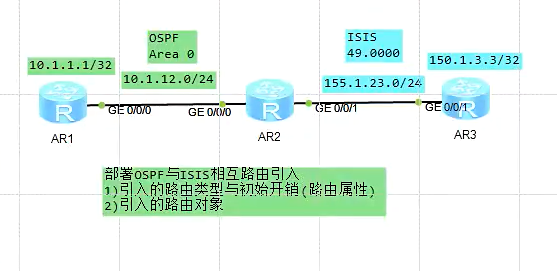 OSPF
Area 0
ISIS
49.0000
10.1.1.1/32
10.1.12.0/24
155.1.23.0/24
150.1.3.3/32
R
GE 0/0/0
GE 0/0/0
R
GE 0/0/1
GE 0/0/1
R
AR1
AR2
AR3
部署OSPF与ISIS相互路由引入
1)引入的路由类型与初始开销(路由属性)
2)引入的路由对象